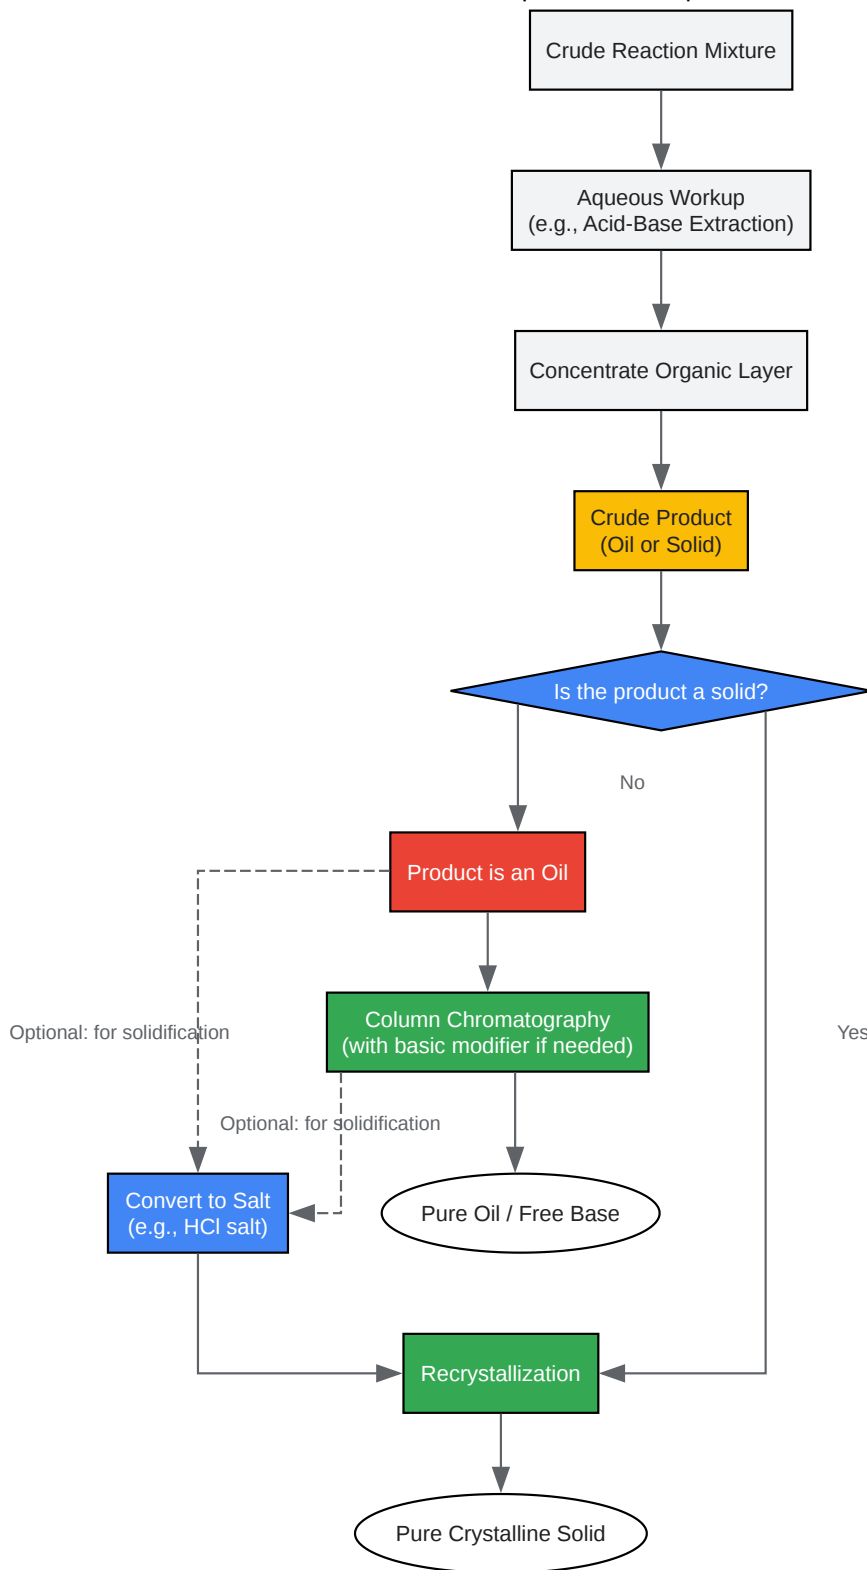 Crude Reaction Mixture
Aqueous Workup
(e.g., Acid-Base Extraction)
Concentrate Organic Layer
Crude Product
(Oil or Solid)
Is the product a solid?
No
Product is an Oil
Column Chromatography
(with basic modifier if needed)
Optional: for solidification
Yes
Optional: for solidification
Convert to Salt
(e.g., HCl salt)
Pure Oil / Free Base
Recrystallization
Pure Crystalline Solid